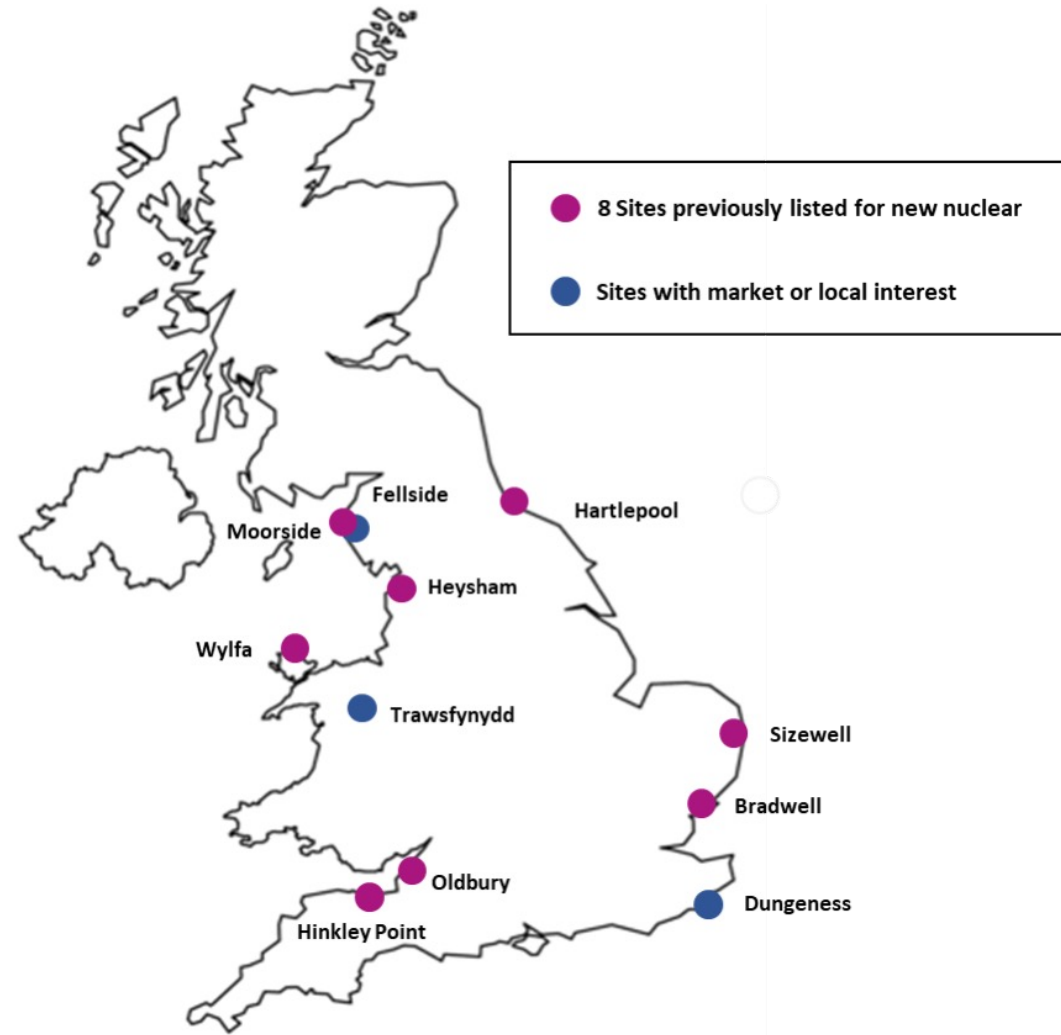 8 Sites previously listed for new nuclear
Sites with market or local interest
Fellside
Moorside
Hartlepool
Heysham
Wylfa
Trawsfynydd
Sizewell
Bradwell
Oldbury
Dungeness
Hinkley Point